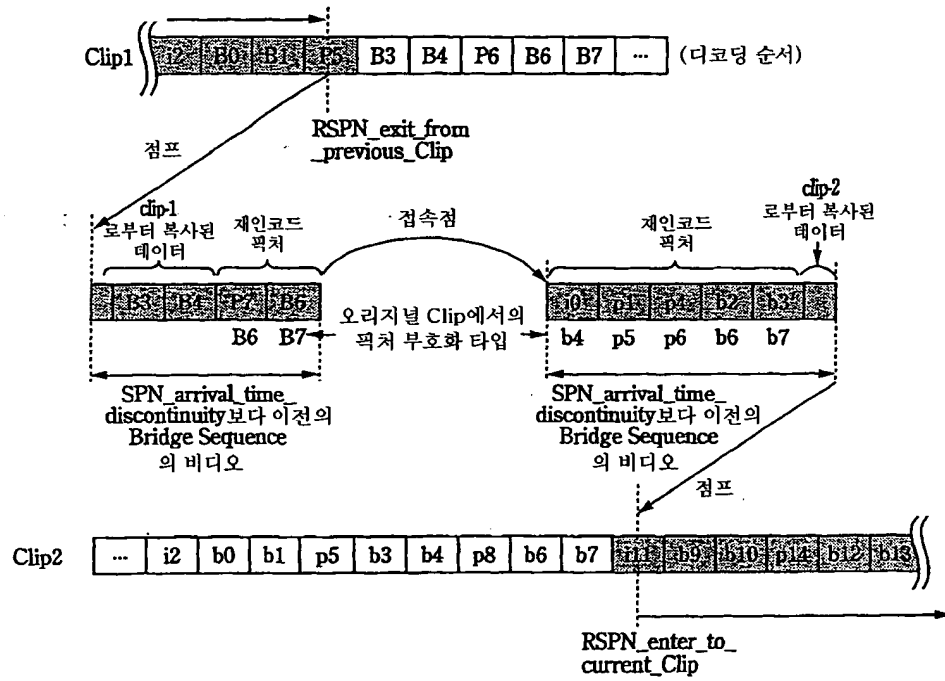 Clip1 i2 B0 B1 P5 B3 B4 P6 B6 B7 ... (디코딩 순서)
RSPN_exit_from
_previous_Clip
점프
clip-1
로부터 복사된
데이터
재인코드
픽처
접속점
재인코드
픽처
clip-2
로부터 복사된
데이터
B3 B4 P7 B6
B6 B7
오리지널 Clip에서의
픽처 부호화 타입
i0 p1 p4 b2 b3
b4 p5 p6 b6 b7
SPN_arrival_time_
discontinuity보다 이전의
Bridge Sequence
의 비디오
SPN_arrival_time_
discontinuity보다 이전의
Bridge Sequence
의 비디오
점프
Clip2 ... i2 b0 b1 p5 b3 b4 p8 b6 b7 i11 b9 b10 p14 b12 b13
RSPN_enter_to_
current_Clip